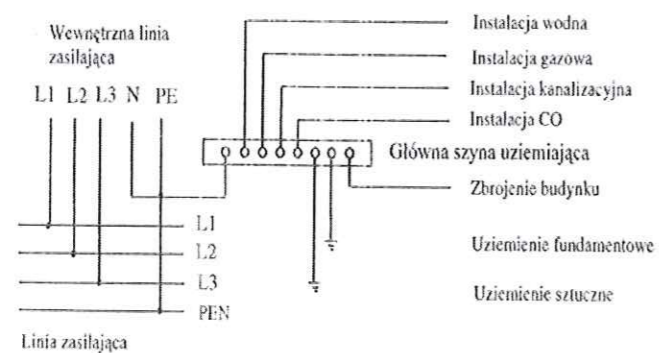 Wewnętrzna linia
zasilająca
L1 L2 L3 N PE
Instalacja wodna
Instalacja gazowa
Instalacja kanalizacyjna
Instalacja CO
Główna szyna uziemiająca
Zbrojenie budynku
L1
L2
Uziemienie fundamentowe
L3
Uziemienie sztuczne
PEN
Linia zasilająca